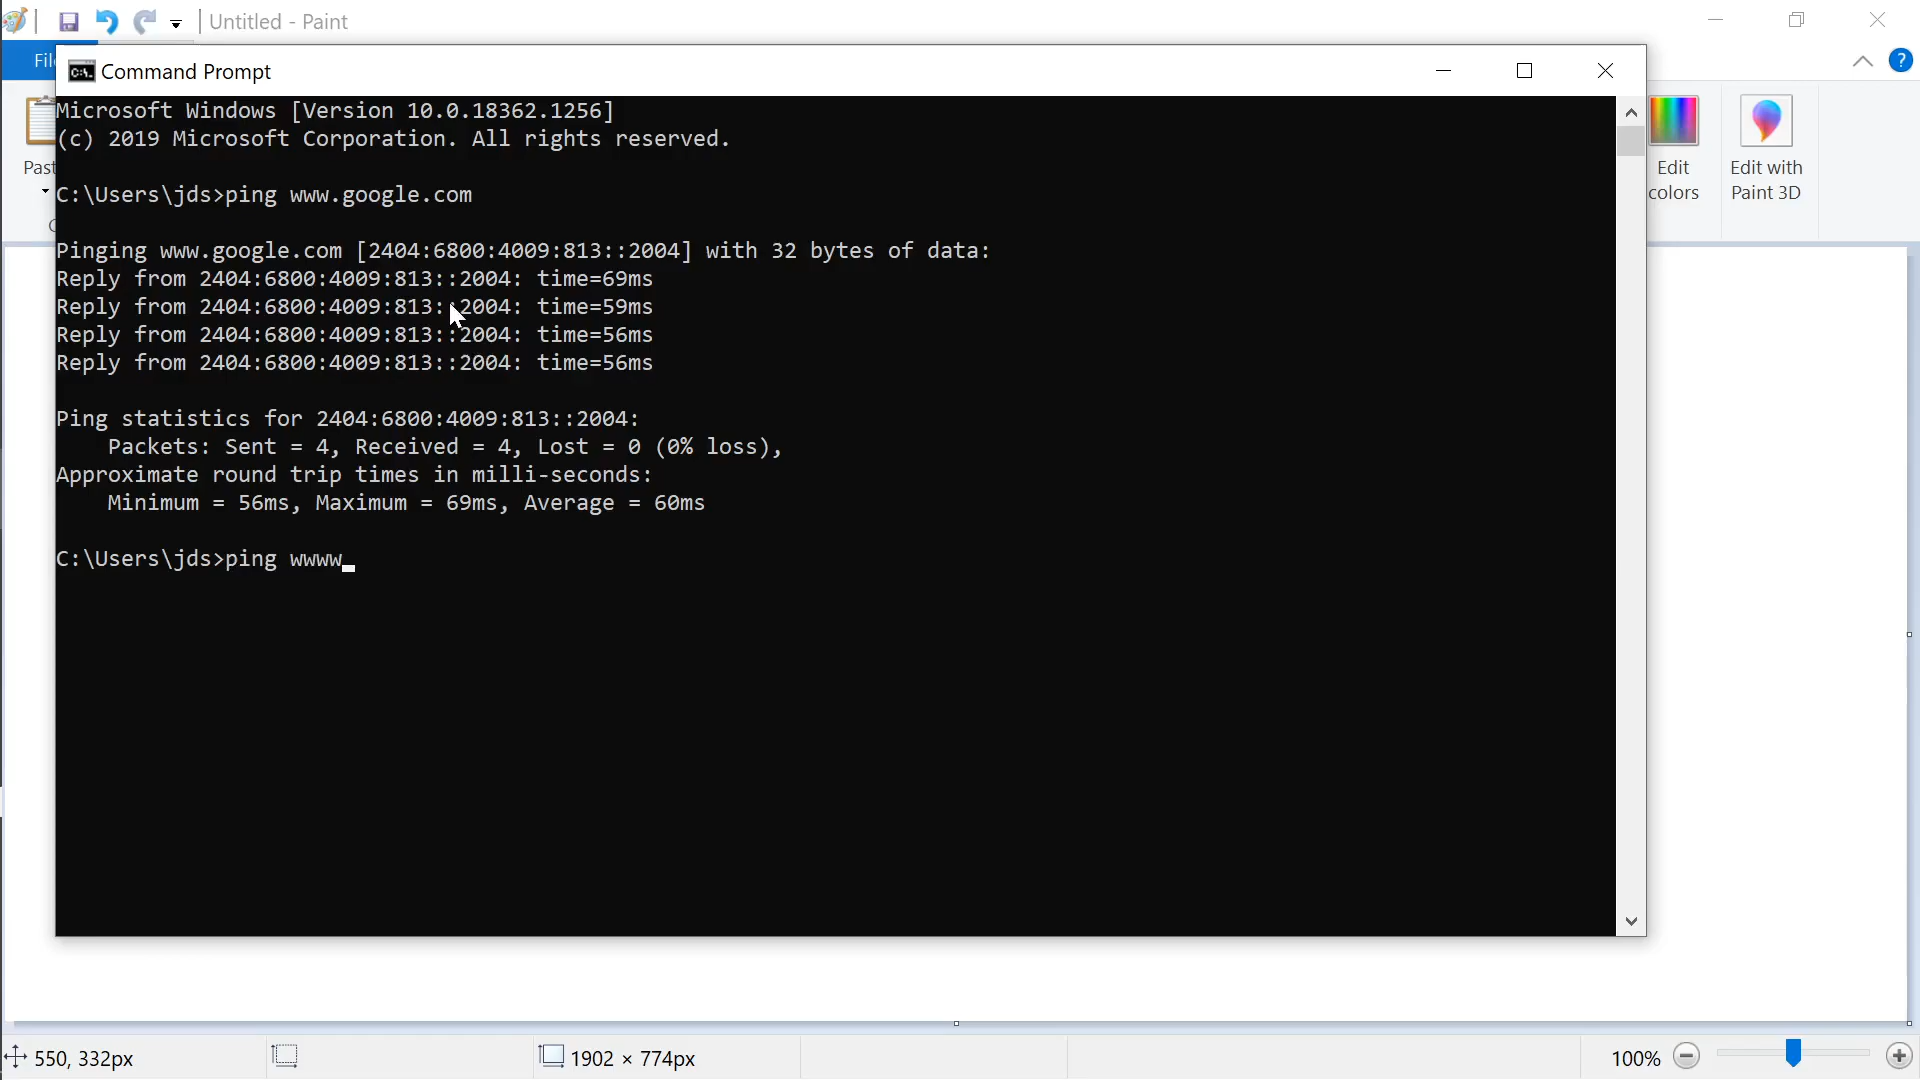 Untitled - Paint
Command Prompt
Microsoft Windows [Version 10.0.18362.1256]
(c) 2019 Microsoft Corporation. All rights reserved.
C:\Users\jds>ping www.google.com
Pinging www.google.com [2404:6800:4009:813::2004] with 32 bytes of data:
Reply from 2404:6800:4009:813::2004: time=69ms
Reply from 2404:6800:4009:813::2004: time=59ms
Reply from 2404:6800:4009:813::2004: time=56ms
Reply from 2404:6800:4009:813::2004: time=56ms
Ping statistics for 2404:6800:4009:813::2004:
Packets: Sent = 4, Received = 4, Lost = 0 (0% loss),
Approximate round trip times in milli-seconds:
Minimum = 56ms, Maximum = 69ms, Average = 60ms
C:\Users\jds>ping wwww_
Edit
colors
Edit with
Paint 3D
550, 332px
1902 × 774px
100%